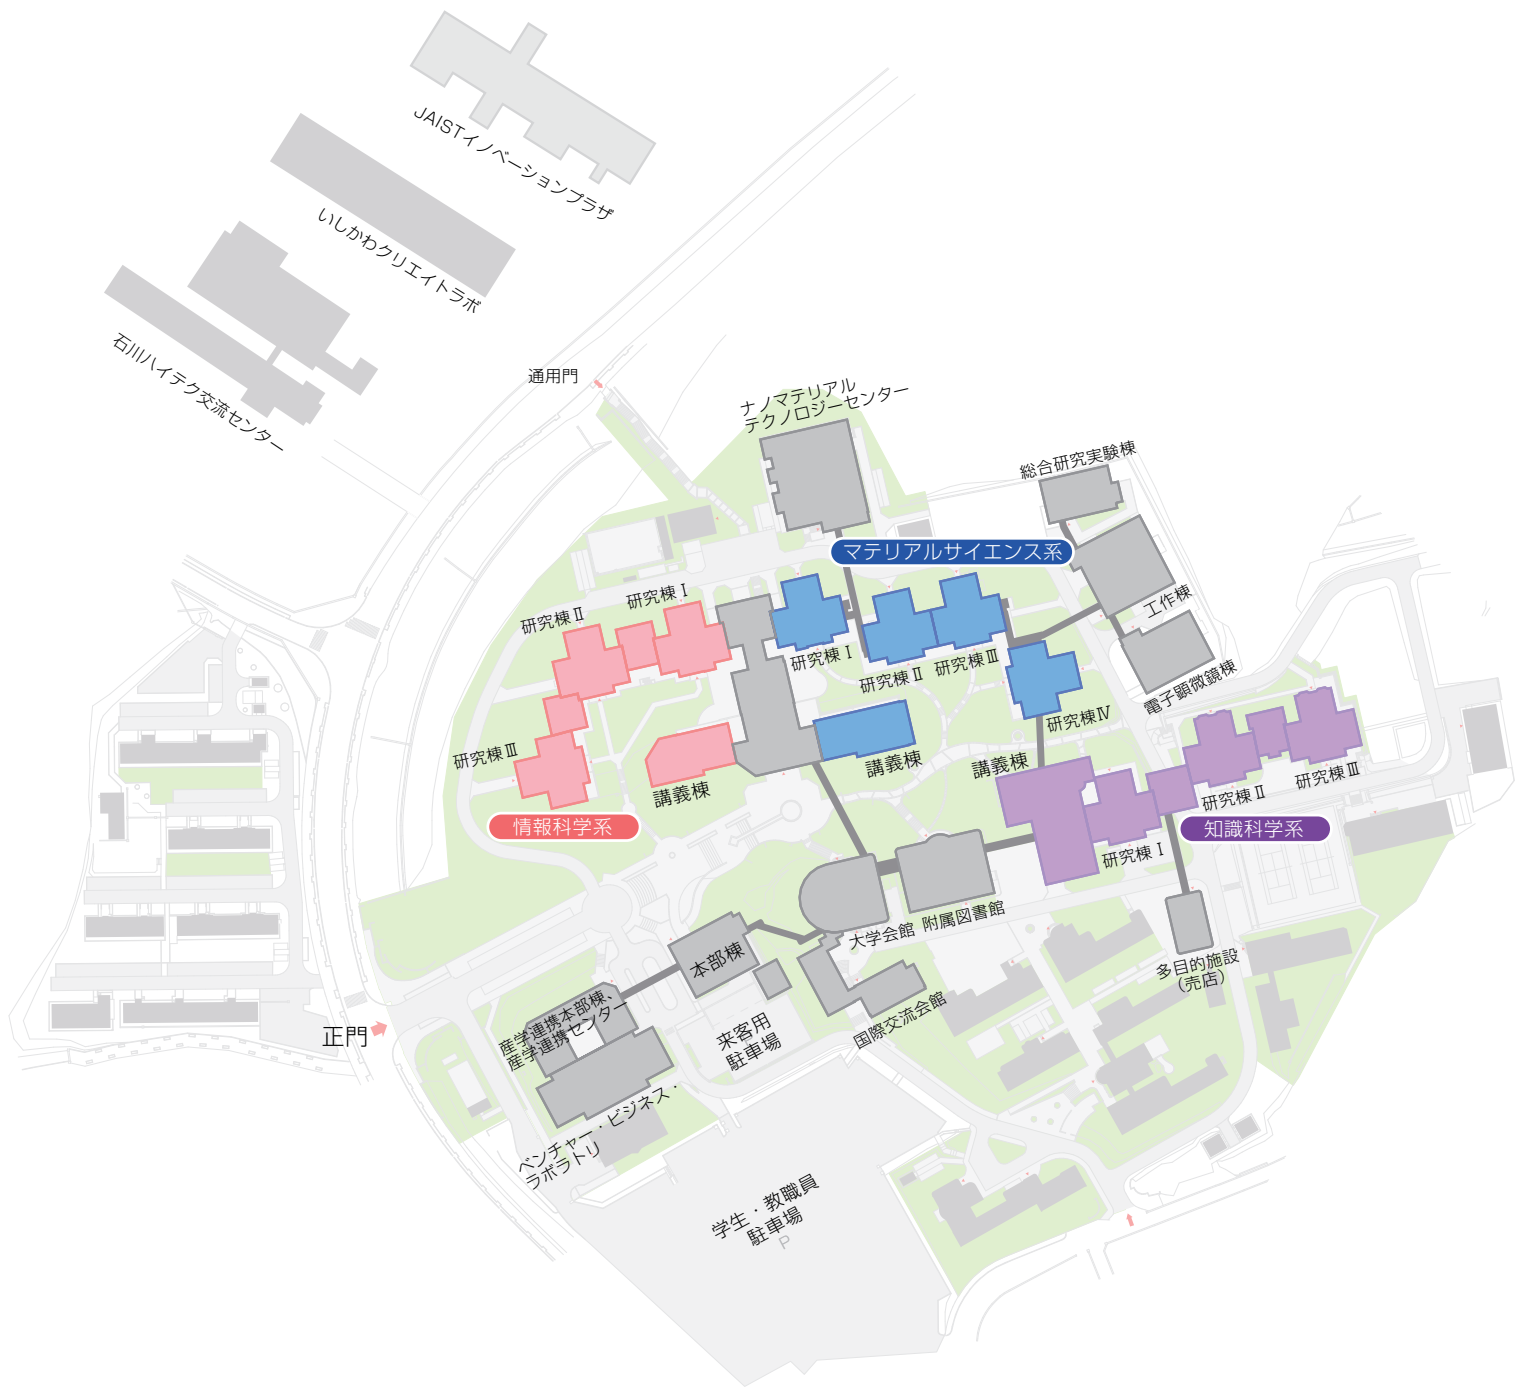 JAISTイノベーションプラザ
いしかわクリエイトラボ
石川ハイテク交流センター
通用門
ナノマテリアル
テクノロジーセンター
総合研究実験棟
マテリアルサイエンス系
工作棟
電子顕微鏡棟
研究棟Ⅰ
研究棟Ⅱ
研究棟Ⅲ
講義棟
情報科学系
研究棟Ⅰ
研究棟Ⅱ
研究棟Ⅲ
研究棟Ⅳ
講義棟
講義棟
研究棟Ⅰ
研究棟Ⅱ
研究棟Ⅲ
知識科学系
大学会館
附属図書館
多目的施設
（売店）
本部棟
国際交流会館
来客用
駐車場
産学連携本部棟、
産学連携センター
正門
ベンチャー・ビジネス・
ラボラトリ
学生・教職員
駐車場
P